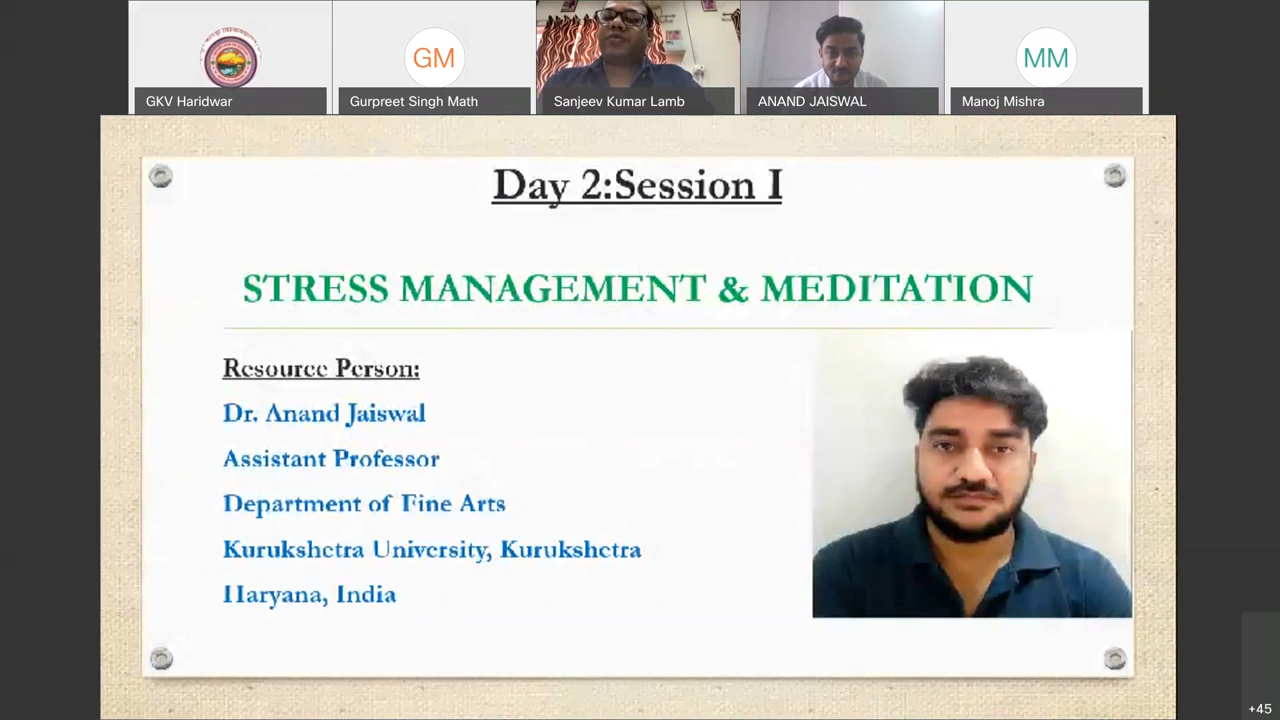 GM
MM
GKV Haridwar
Gurpreet Singh Math
Sanjeev Kumar Lamb
ANAND JAISWAL
Manoj Mishra
Day 2:Session I
STRESS MANAGEMENT & MEDITATION
Resource Person:
Dr. Anand Jaiswal
Assistant Professor
Department of Fine Arts
Kurukshetra University, Kurukshetra
Haryana, India
+45